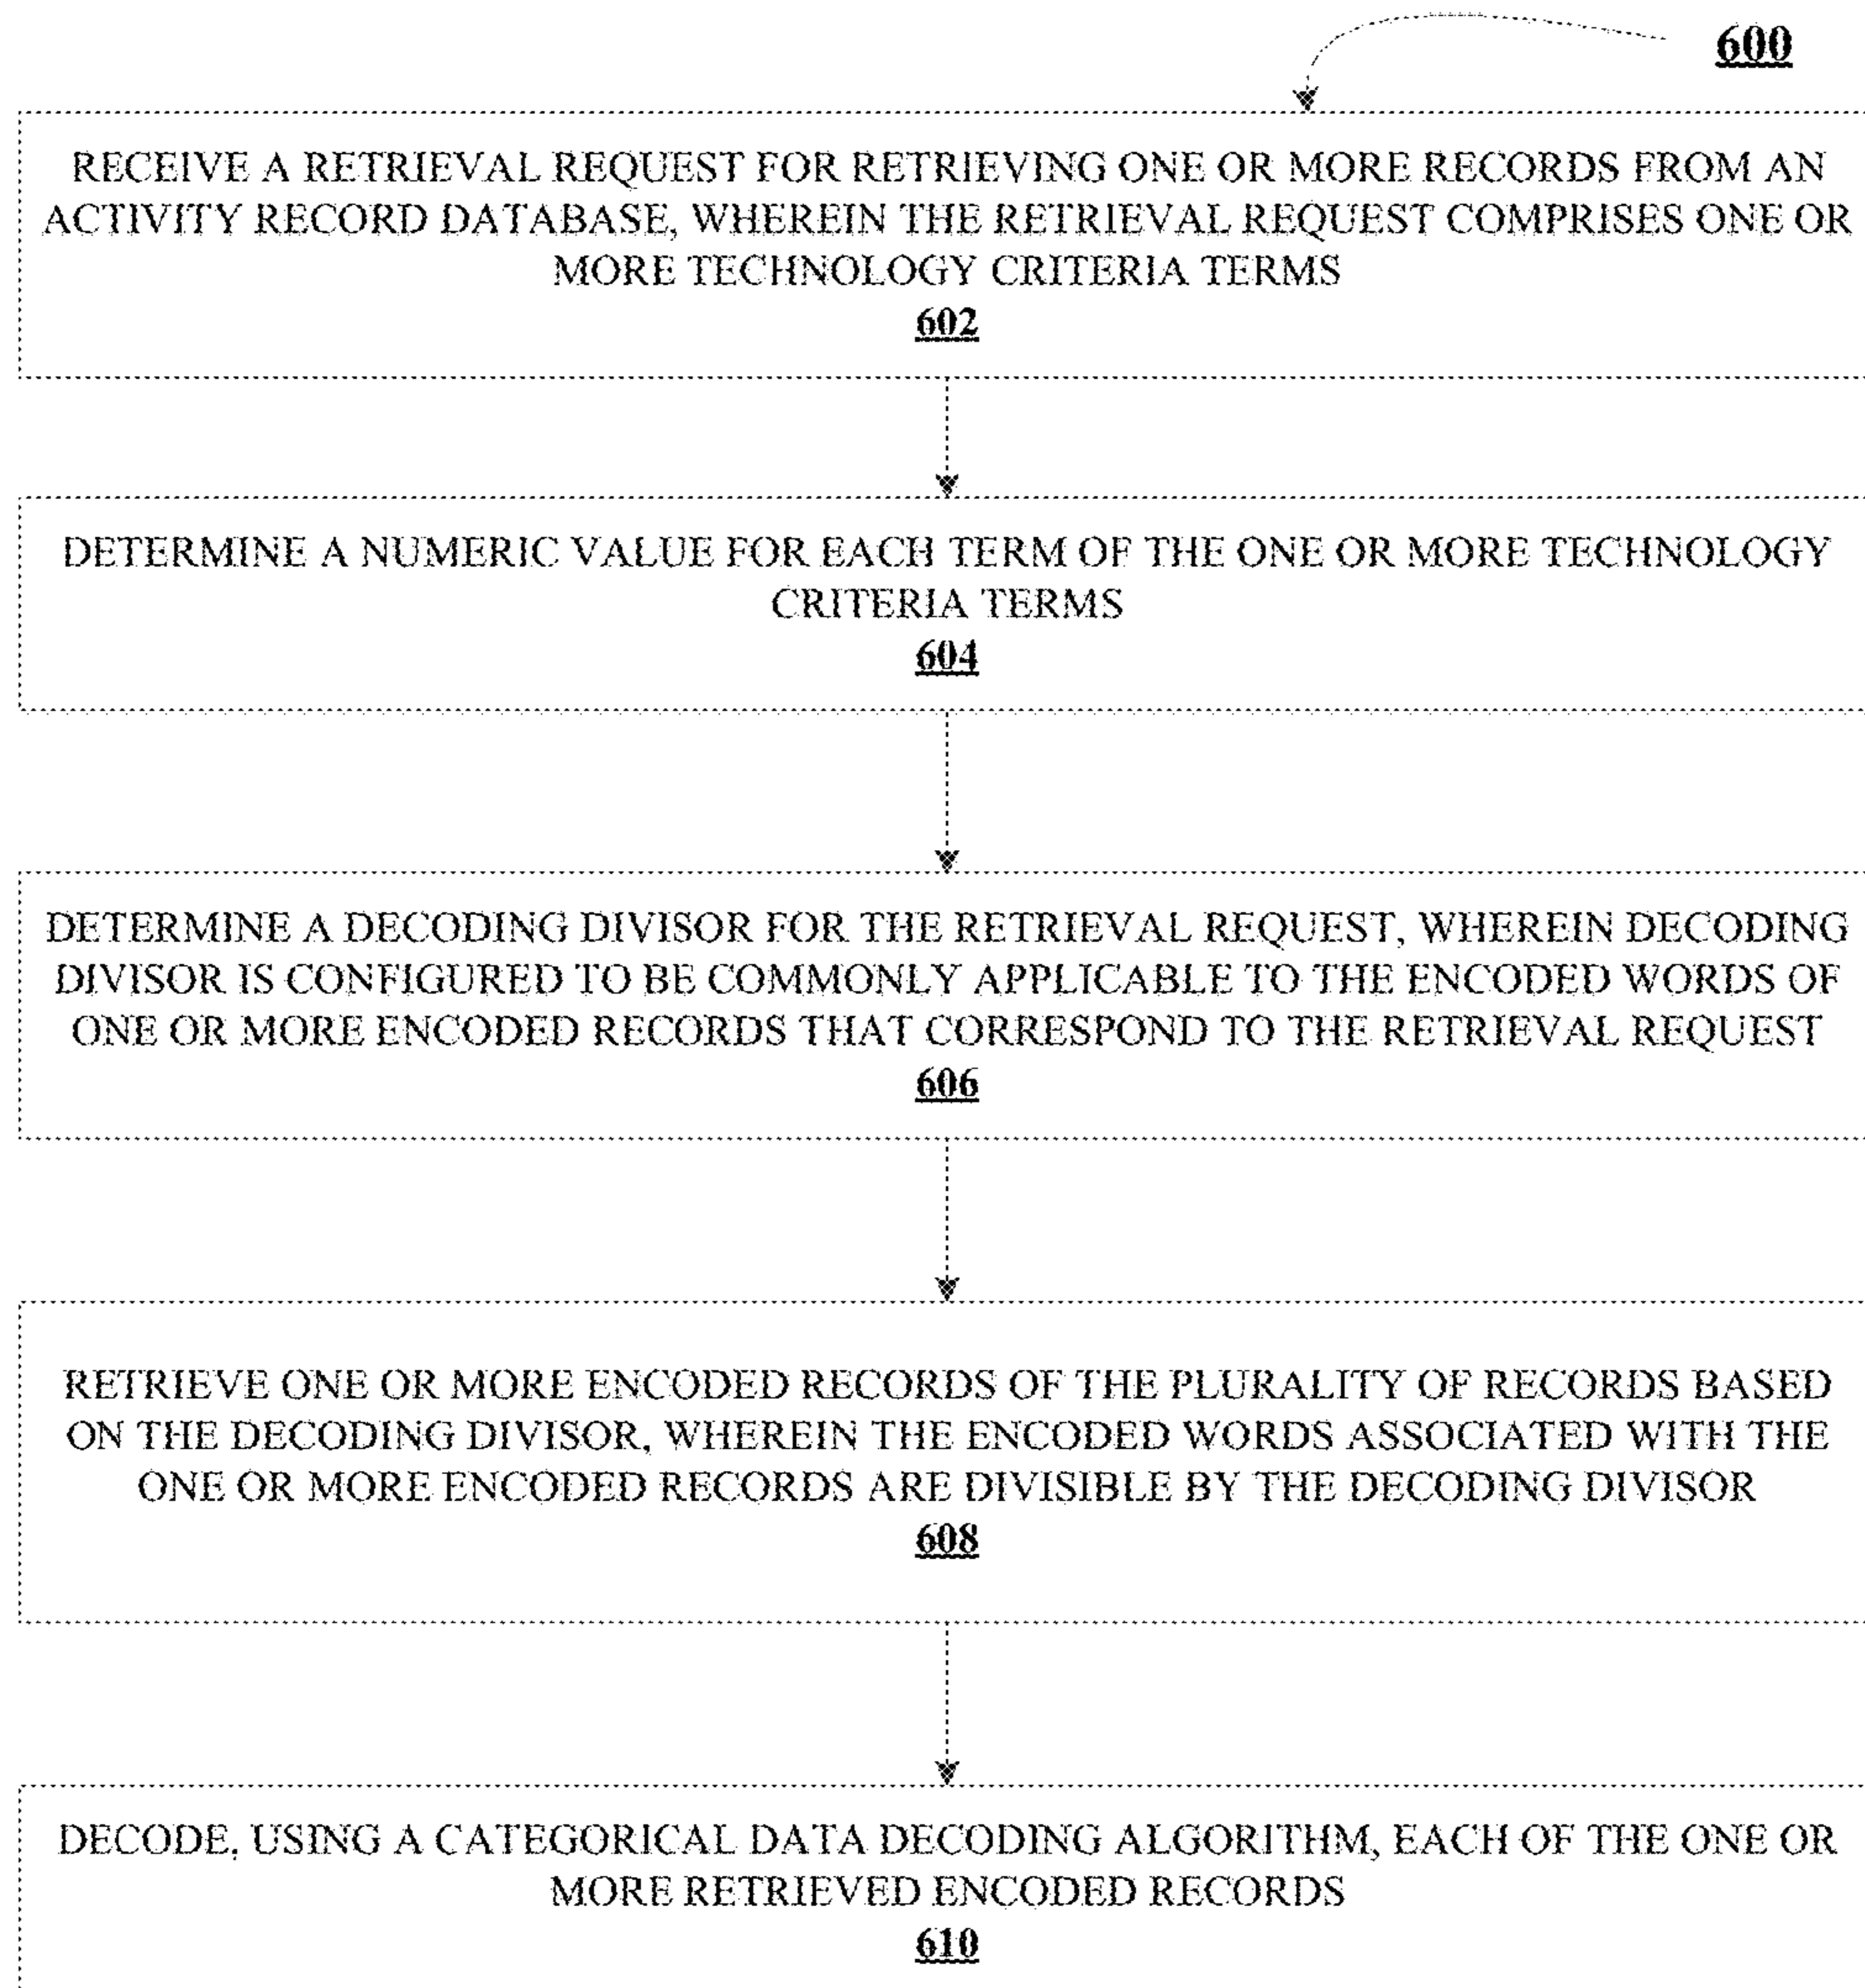 600
RECEIVE A RETRIEVAL REQUEST FOR RETRIEVING ONE OR MORE RECORDS FROM AN
ACTIVITY RECORD DATABASE, WHEREIN THE RETRIEVAL REQUEST COMPRISES ONE OR
MORE TECHNOLOGY CRITERIA TERMS
602
DETERMINE A NUMERIC VALUE FOR EACH TERM OF THE ONE OR MORE TECHNOLOGY
CRITERIA TERMS
604
DETERMINE A DECODING DIVISOR FOR THE RETRIEVAL REQUEST, WHEREIN DECODING
DIVISOR IS CONFIGURED TO BE COMMONLY APPLICABLE TO THE ENCODED WORDS OF
ONE OR MORE ENCODED RECORDS THAT CORRESPOND TO THE RETRIEVAL REQUEST
606
RETRIEVE ONE OR MORE ENCODED RECORDS OF THE PLURALITY OF RECORDS BASED
ON THE DECODING DIVISOR, WHEREIN THE ENCODED WORDS ASSOCIATED WITH THE
ONE OR MORE ENCODED RECORDS ARE DIVISIBLE BY THE DECODING DIVISOR
608
DECODE, USING A CATEGORICAL DATA DECODING ALGORITHM, EACH OF THE ONE OR
MORE RETRIEVED ENCODED RECORDS
610